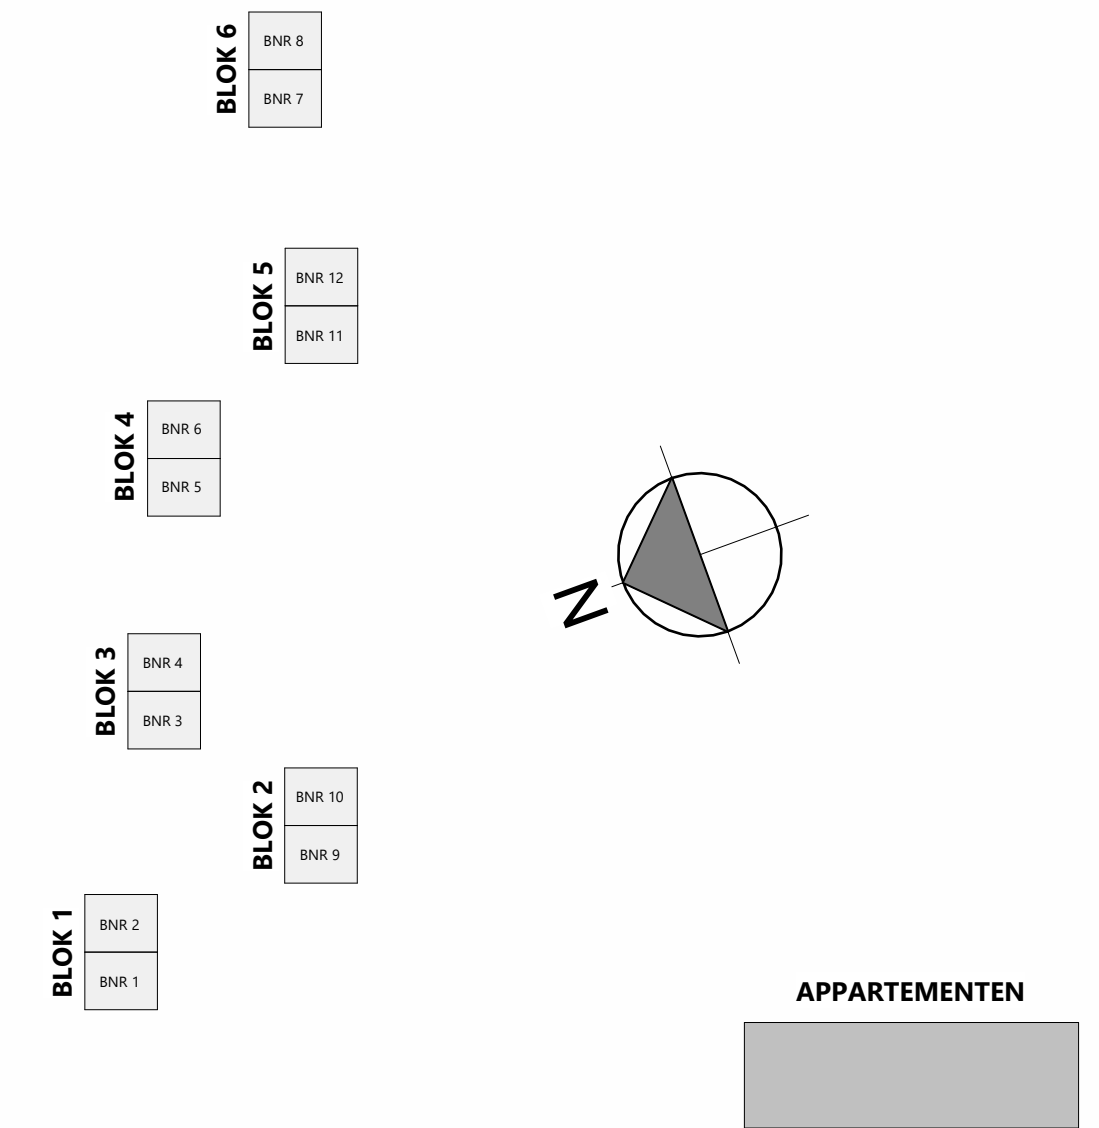 BLOK 6
BNR 8
BNR 7
BLOK 5
BNR 12
BNR 11
BLOK 4
BNR 6
BNR 5
N
BLOK 3
BNR 4
BNR 3
BLOK 2
BNR 10
BNR 9
BLOK 1
BNR 2
BNR 1
APPARTEMENTEN